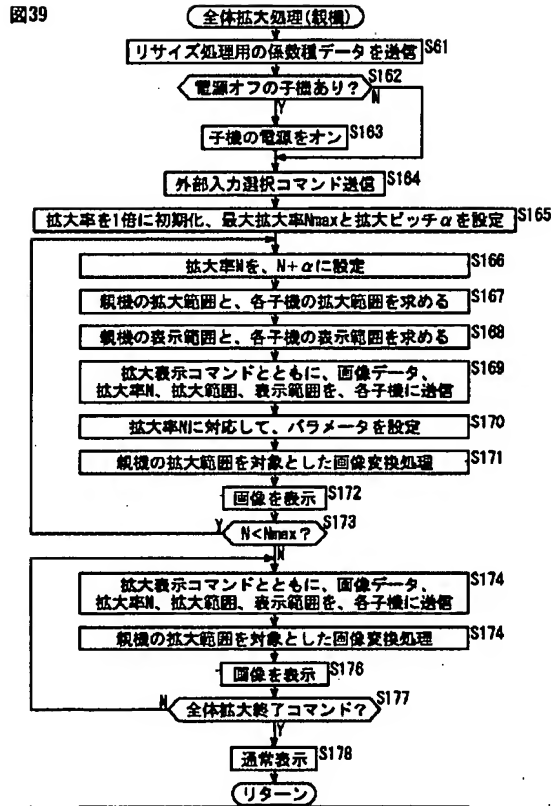 図39
全体拡大処理(親機)
リサイズ処理用の係数種データを送信 S61
電源オフの子機あり? S162
N
Y
子機の電源をオン S163
外部入力選択コマンド送信 S164
拡大率を1倍に初期化、最大拡大率Nmaxと拡大ピッチαを設定 S165
拡大率Nを、N+αに設定 S166
親機の拡大範囲と、各子機の拡大範囲を求める S167
親機の表示範囲と、各子機の表示範囲を求める S168
拡大表示コマンドとともに、画像データ、
拡大率N、拡大範囲、表示範囲を、各子機に送信 S169
拡大率Nに対応して、パラメータを設定 S170
親機の拡大範囲を対象とした画像変換処理 S171
画像を表示 S172
Y N<Nmax? S173
N
拡大表示コマンドとともに、画像データ、
拡大率N、拡大範囲、表示範囲を、各子機に送信 S174
親機の拡大範囲を対象とした画像変換処理 S174
画像を表示 S176
N 全体拡大終了コマンド? S177
Y
通常表示 S178
リターン